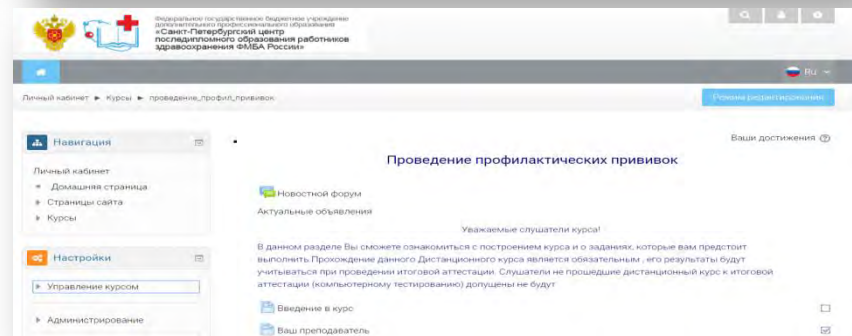 Федеральное государственное бюджетное учреждение
дополнительного профессионального образования
«Санкт-Петербургский центр
последипломного образования работников
здравоохранения ФМБА России»
RU
Личный кабинет ► Курсы ► проведение_профил_прививок
Режим редактирования
Навигация
Личный кабинет
Домашняя страница
Страницы сайта
Курсы
Настройки
Управление курсом
Администрирование
Ваши достижения
Проведение профилактических прививок
Новостной форум
Актуальные объявления
Уважаемые слушатели курса!
В данном разделе Вы сможете ознакомиться с построением курса и о заданиях, которые вам предстоит
выполнить Прохождение данного Дистанционного курса является обязательным , его результаты будут
учитываться при проведении итоговой аттестации. Слушатели не прошедшие дистанционный курс к итоговой
аттестации (компьютерному тестированию) допущены не будут
Введение в курс
Ваш преподаватель